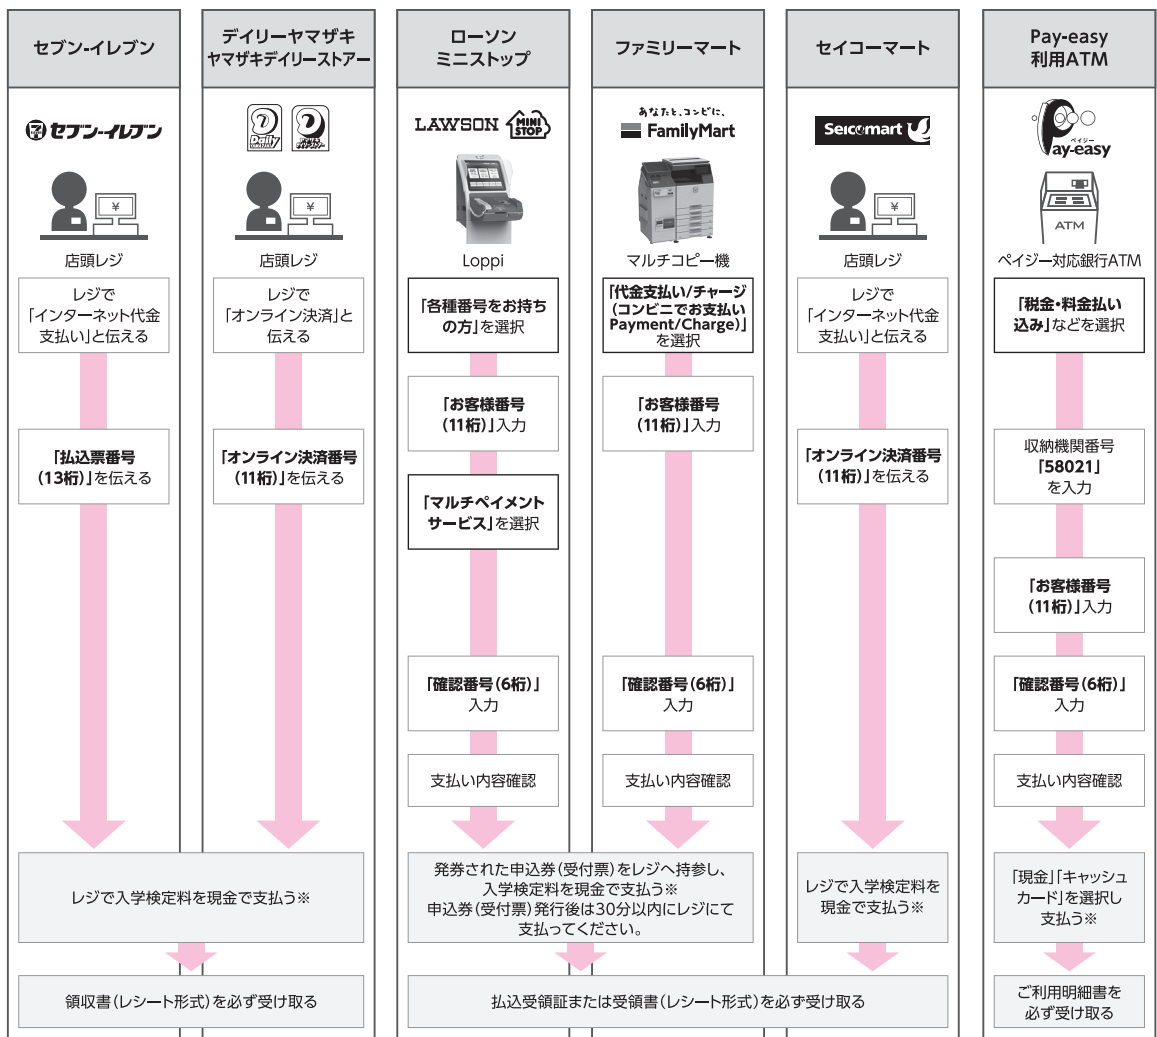 セブン-イレブン
デイリーヤマザキ
ヤマザキデイリーストアー
ローソン
ミニストップ
ファミリーマート
セイコーマート
Pay-easy
利用ATM
セブン-イレブン
Daily
LAWSON
MINI
STOP
あなたと、コンビに、
FamilyMart
Seicomart
ペイジー
Pay-easy
¥
¥
¥
ATM
店頭レジ
店頭レジ
Loppi
マルチコピー機
店頭レジ
ペイジー対応銀行ATM
レジで
「インターネット代金
支払い」と伝える
レジで
「オンライン決済」と
伝える
「各種番号をお持ち
の方」を選択
「代金支払い/チャージ
(コンビニでお支払い
Payment/Charge)」
を選択
レジで
「インターネット代金
支払い」と伝える
「税金・料金払い
込み」などを選択
「お客様番号
(11桁)」入力
「お客様番号
(11桁)」入力
「払込票番号
(13桁)」を伝える
「オンライン決済番号
(11桁)」を伝える
「マルチペイメント
サービス」を選択
「オンライン決済番号
(11桁)」を伝える
収納機関番号
「58021」
を入力
「お客様番号
(11桁)」入力
「確認番号(6桁)」
入力
「確認番号(6桁)」
入力
「確認番号(6桁)」
入力
支払い内容確認
支払い内容確認
支払い内容確認
レジで入学検定料を現金で支払う※
発券された申込券(受付票)をレジへ持参し、
入学検定料を現金で支払う※
申込券(受付票)発行後は30分以内にレジにて
支払ってください。
レジで入学検定料を
現金で支払う※
「現金」「キャッシュ
カード」を選択し
支払う※
領収書(レシート形式)を必ず受け取る
払込受領証または受領書(レシート形式)を必ず受け取る
ご利用明細書を
必ず受け取る